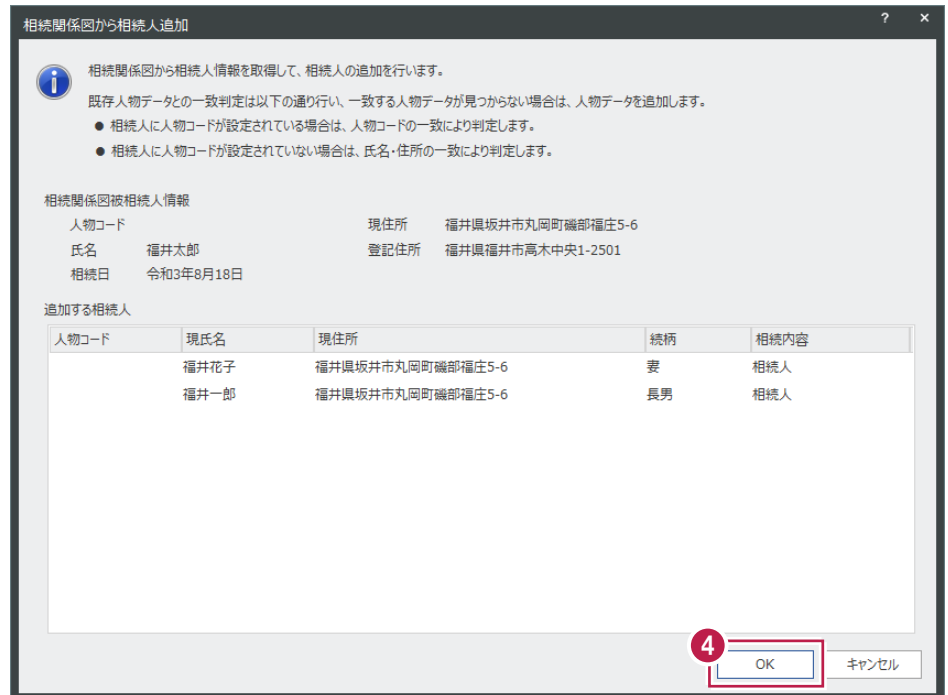 相続関係図から相続人追加 ? ×
相続関係図から相続人情報を取得して、相続人の追加を行います。
既存人物データとの一致判定は以下の通り行い、一致する人物データが見つからない場合は、人物データを追加します。
● 相続人に人物コードが設定されている場合は、人物コードの一致により判定します。
● 相続人に人物コードが設定されていない場合は、氏名・住所の一致により判定します。
相続関係図被相続人情報
人物コード 現住所 福井県坂井市丸岡町磯部福庄5-6
氏名 福井太郎 登記住所 福井県福井市高木中央1-2501
相続日 令和3年8月18日
追加する相続人
人物コード 現氏名 現住所 続柄 相続内容
福井花子 福井県坂井市丸岡町磯部福庄5-6 妻 相続人
福井一郎 福井県坂井市丸岡町磯部福庄5-6 長男 相続人
4
OK キャンセル